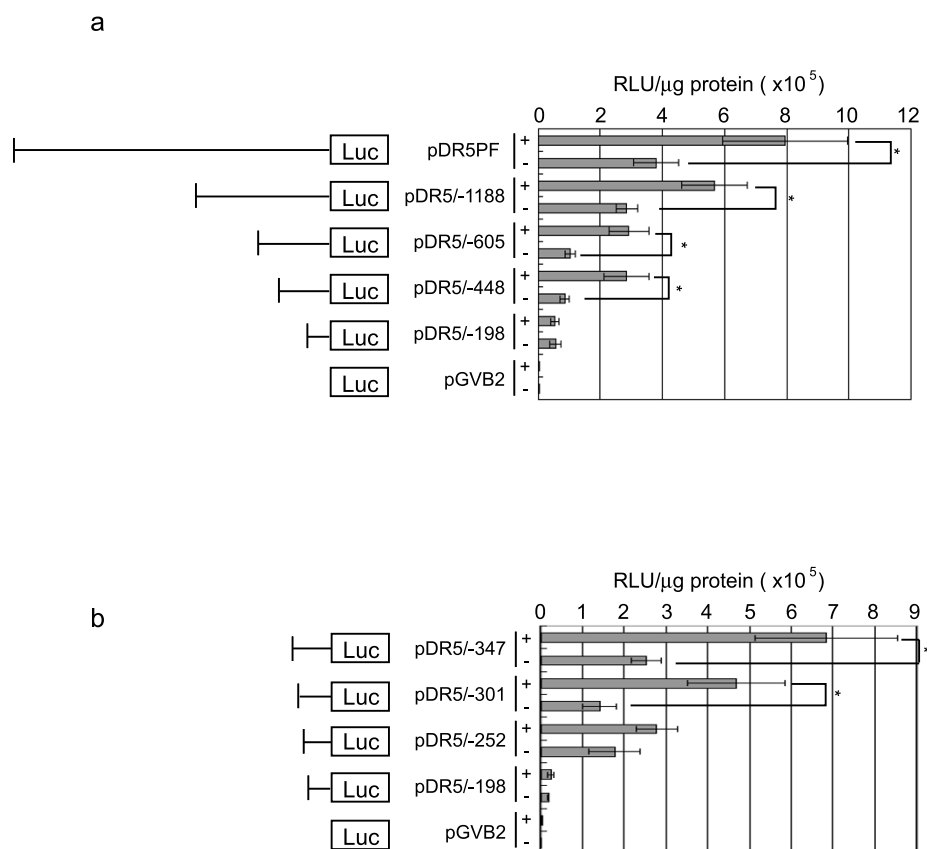 a
RLU/μg protein ( x10⁵)
0 2 4 6 8 10 12
Luc pDR5PF + - *
Luc pDR5/-1188 + - *
Luc pDR5/-605 + - *
Luc pDR5/-448 + - *
Luc pDR5/-198 + -
Luc pGVB2 + -
b
RLU/μg protein ( x10⁵)
0 1 2 3 4 5 6 7 8 9
Luc pDR5/-347 + - *
Luc pDR5/-301 + - *
Luc pDR5/-252 + -
Luc pDR5/-198 + -
Luc pGVB2 + -